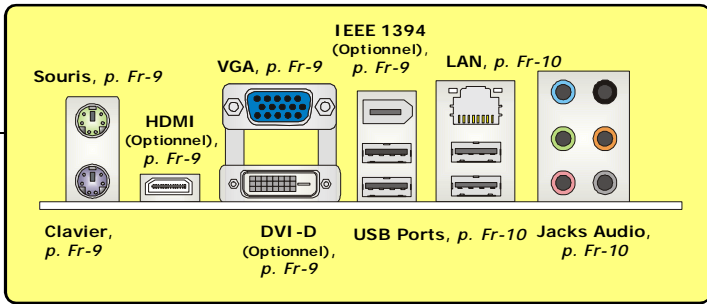 IEEE 1394
(Optionnel),
p. Fr-9
Souris, p. Fr-9
VGA, p. Fr-9
LAN, p. Fr-10
HDMI
(Optionnel),
p. Fr-9
Clavier,
p. Fr-9
DVI-D
(Optionnel),
p. Fr-9
USB Ports, p. Fr-10
Jacks Audio,
p. Fr-10